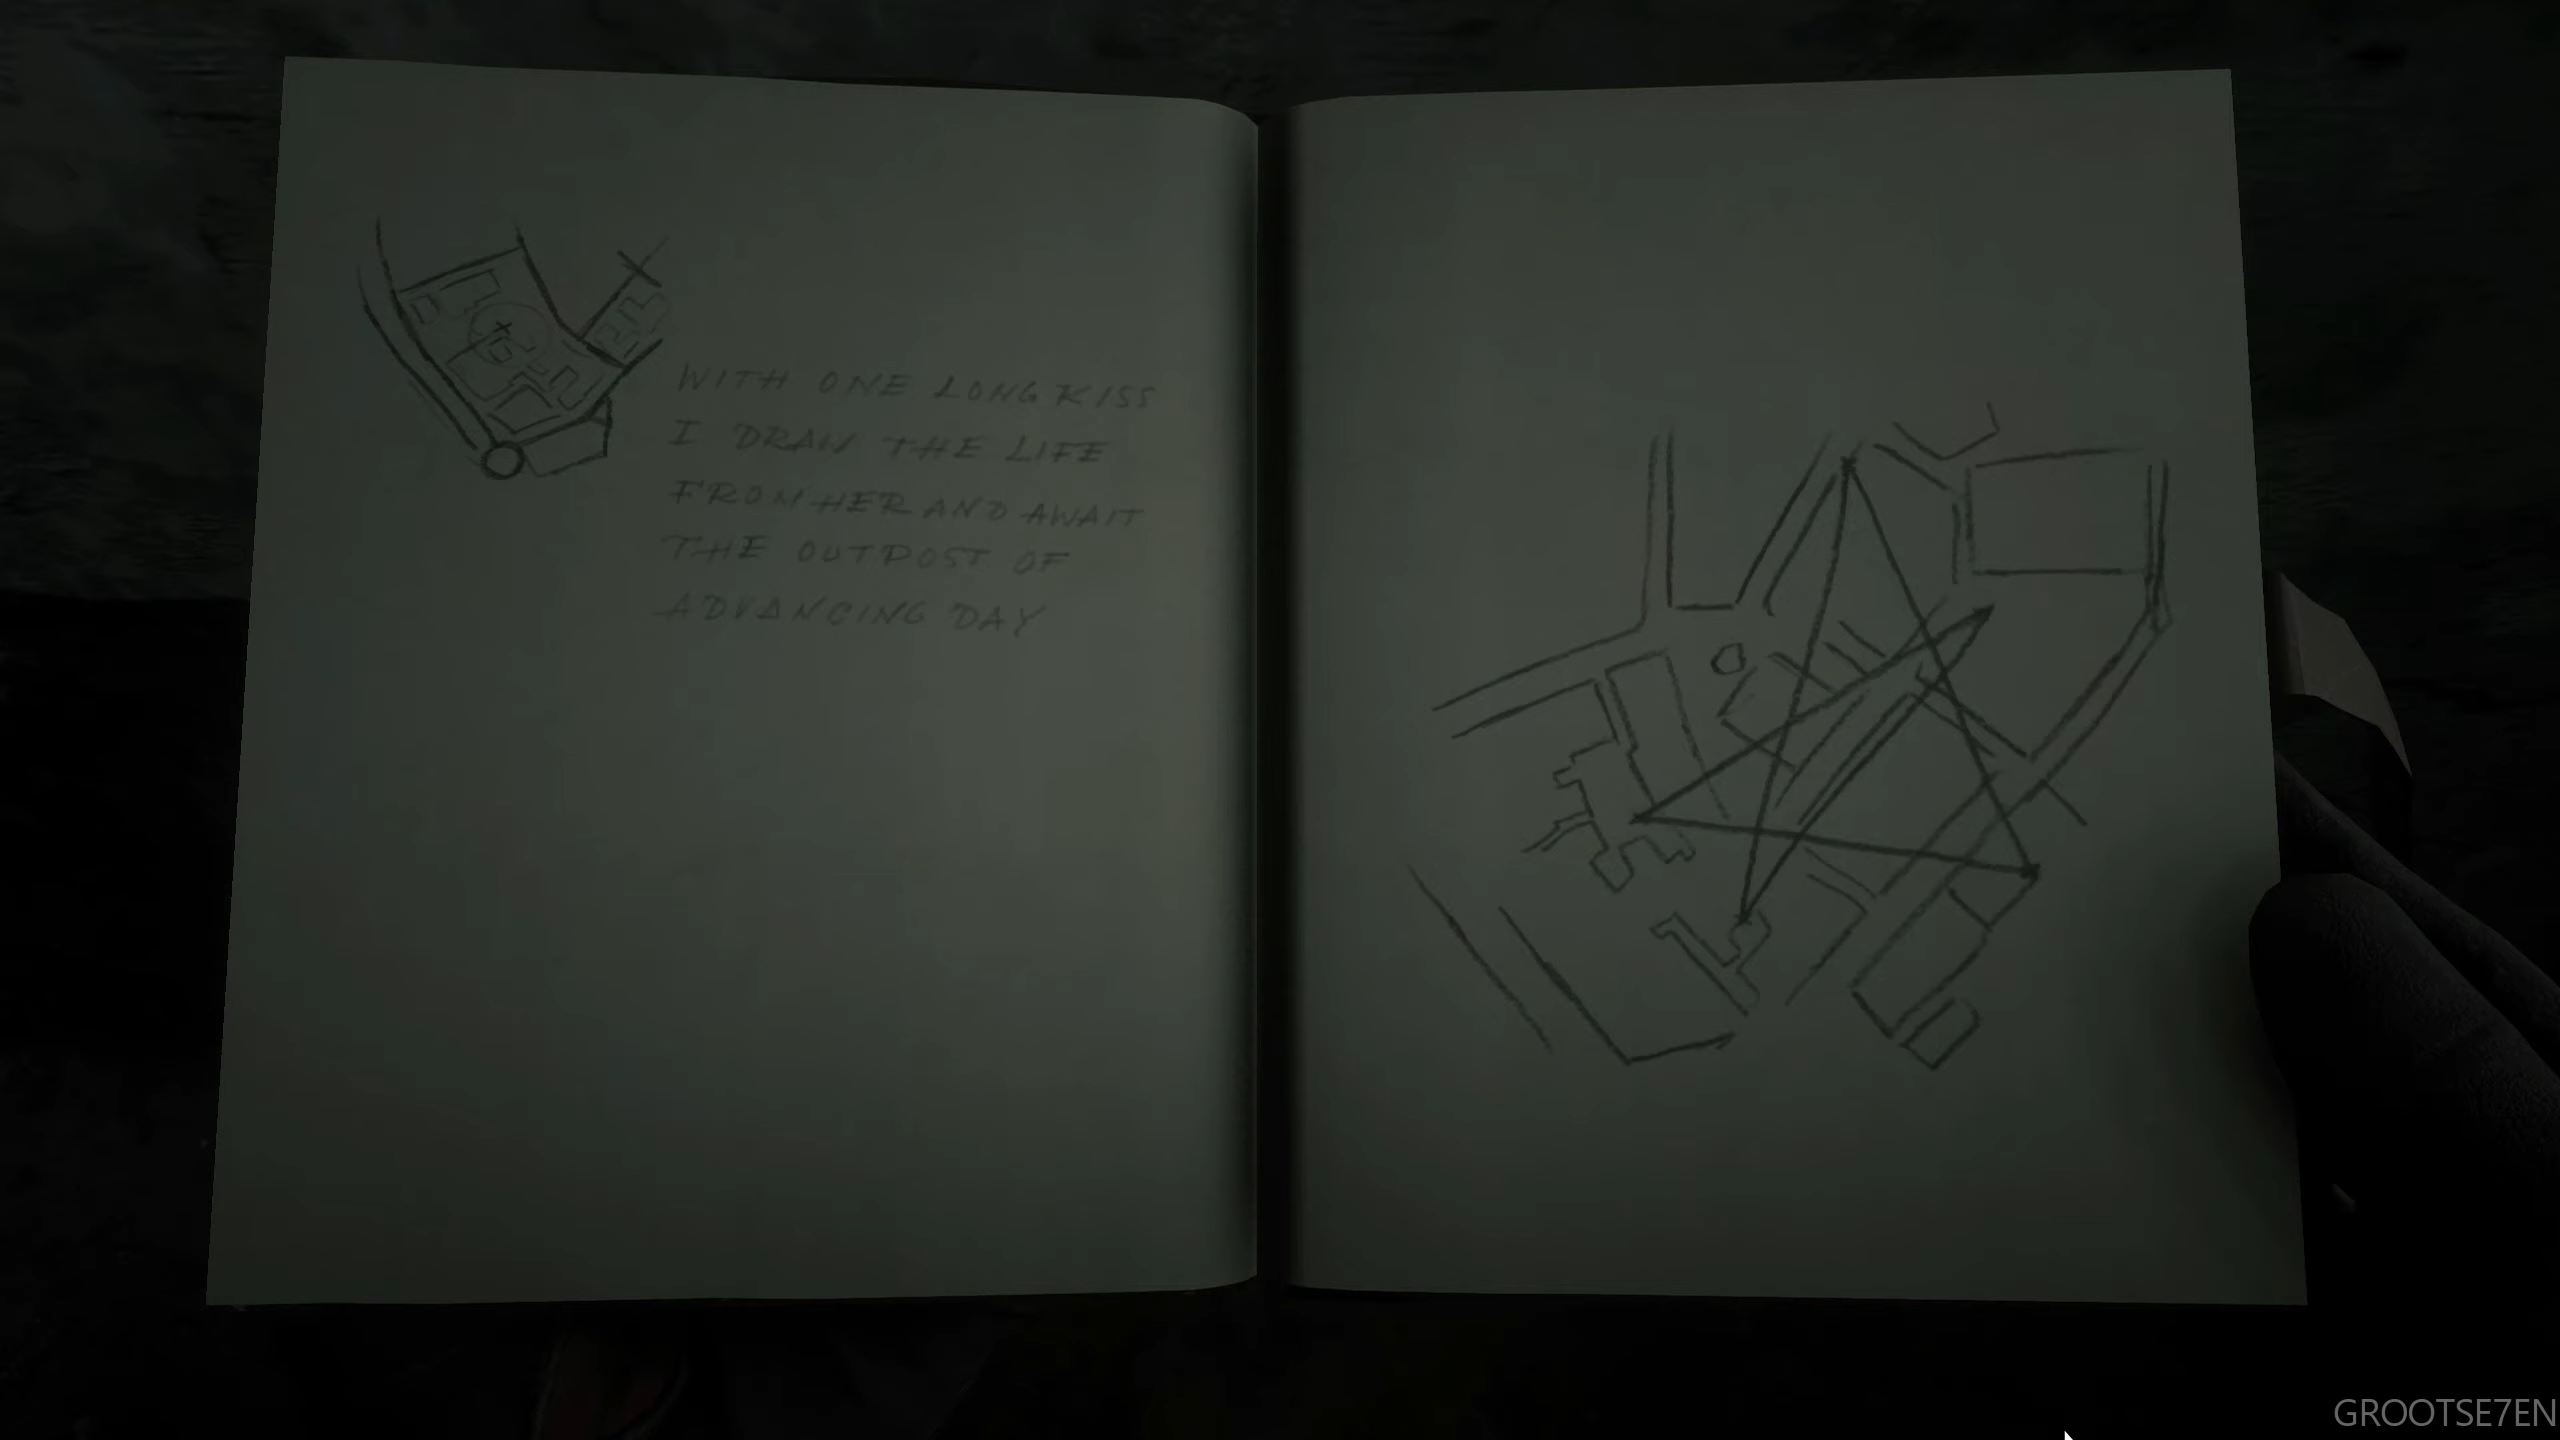 WITH ONE LONG KISS
I DRAW THE LIFE
FROM HER AND AWAIT
THE OUTPOST OF
ADVANCING DAY
GROOTSE7EN